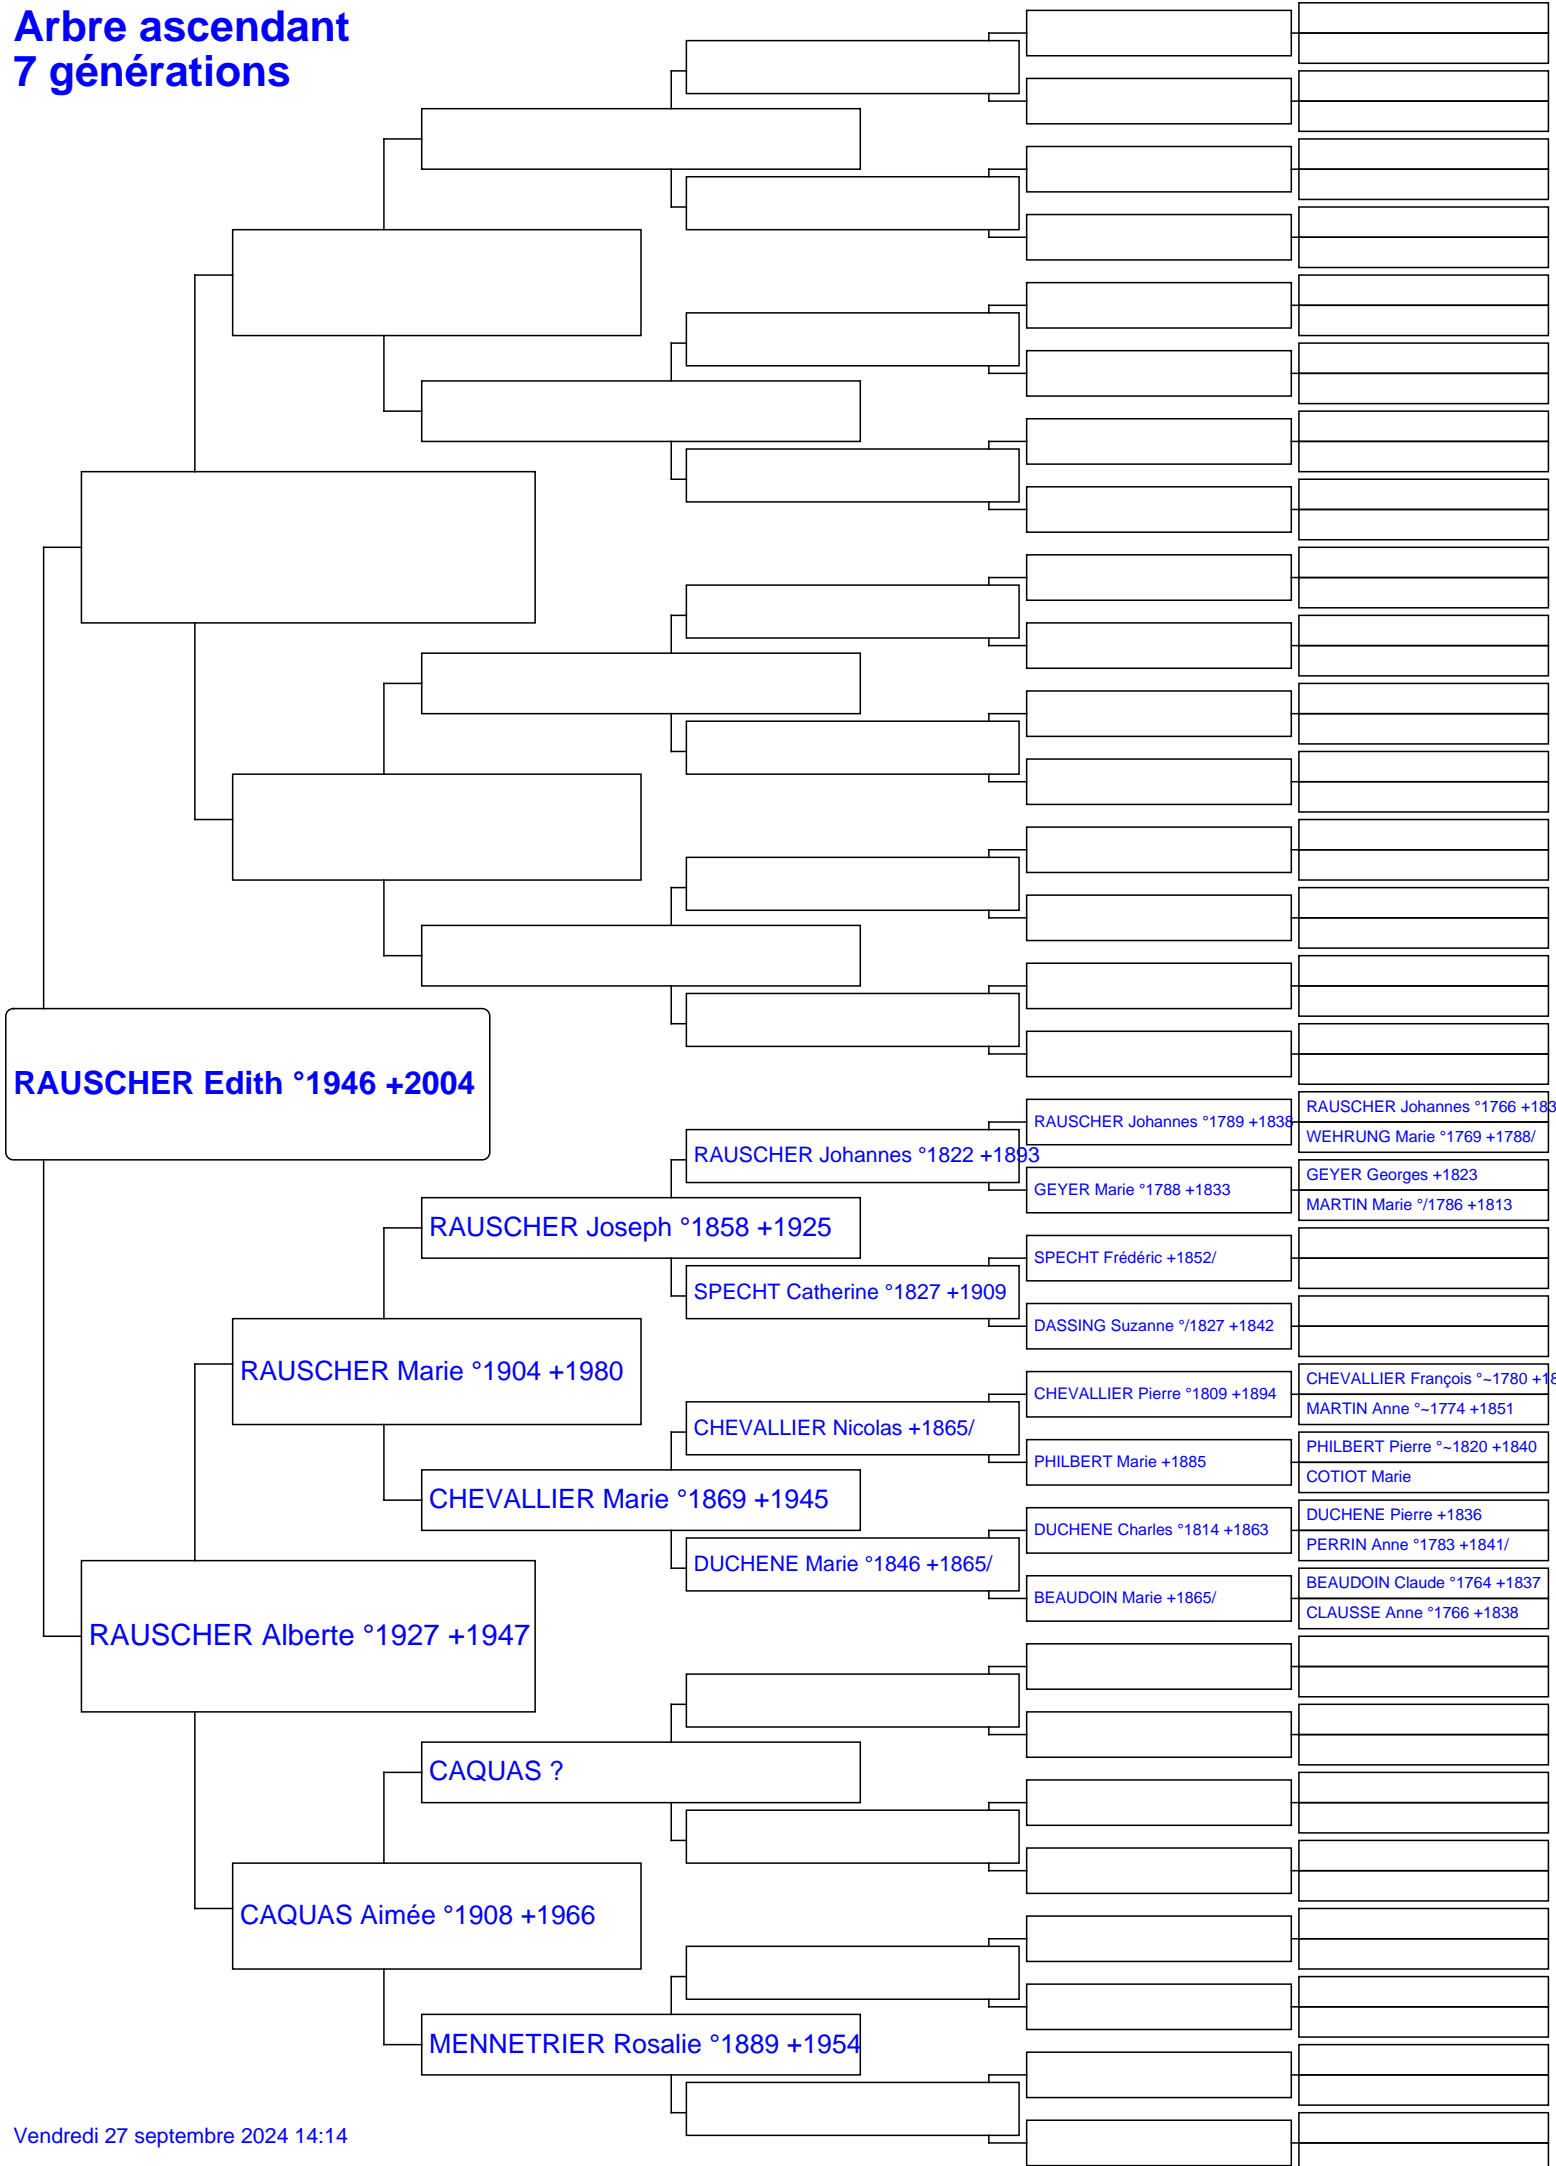 Arbre ascendant
7 générations
RAUSCHER Edith °1946 +2004
RAUSCHER Johannes °1789 +1838
RAUSCHER Johannes °1766 +183
WEHRUNG Marie °1769 +1788/
RAUSCHER Johannes °1822 +1893
GEYER Marie °1788 +1833
GEYER Georges +1823
MARTIN Marie °/1786 +1813
RAUSCHER Joseph °1858 +1925
SPECHT Frédéric +1852/
SPECHT Catherine °1827 +1909
DASSING Suzanne °/1827 +1842
RAUSCHER Marie °1904 +1980
CHEVALLIER Pierre °1809 +1894
CHEVALLIER François °~1780 +18
MARTIN Anne °~1774 +1851
CHEVALLIER Nicolas +1865/
PHILBERT Marie +1885
PHILBERT Pierre °~1820 +1840
COTIOT Marie
CHEVALLIER Marie °1869 +1945
DUCHENE Charles °1814 +1863
DUCHENE Pierre +1836
PERRIN Anne °1783 +1841/
DUCHENE Marie °1846 +1865/
BEAUDOIN Marie +1865/
BEAUDOIN Claude °1764 +1837
CLAUSSE Anne °1766 +1838
RAUSCHER Alberte °1927 +1947
CAQUAS ?
CAQUAS Aimée °1908 +1966
MENNETRIER Rosalie °1889 +1954
Vendredi 27 septembre 2024 14:14